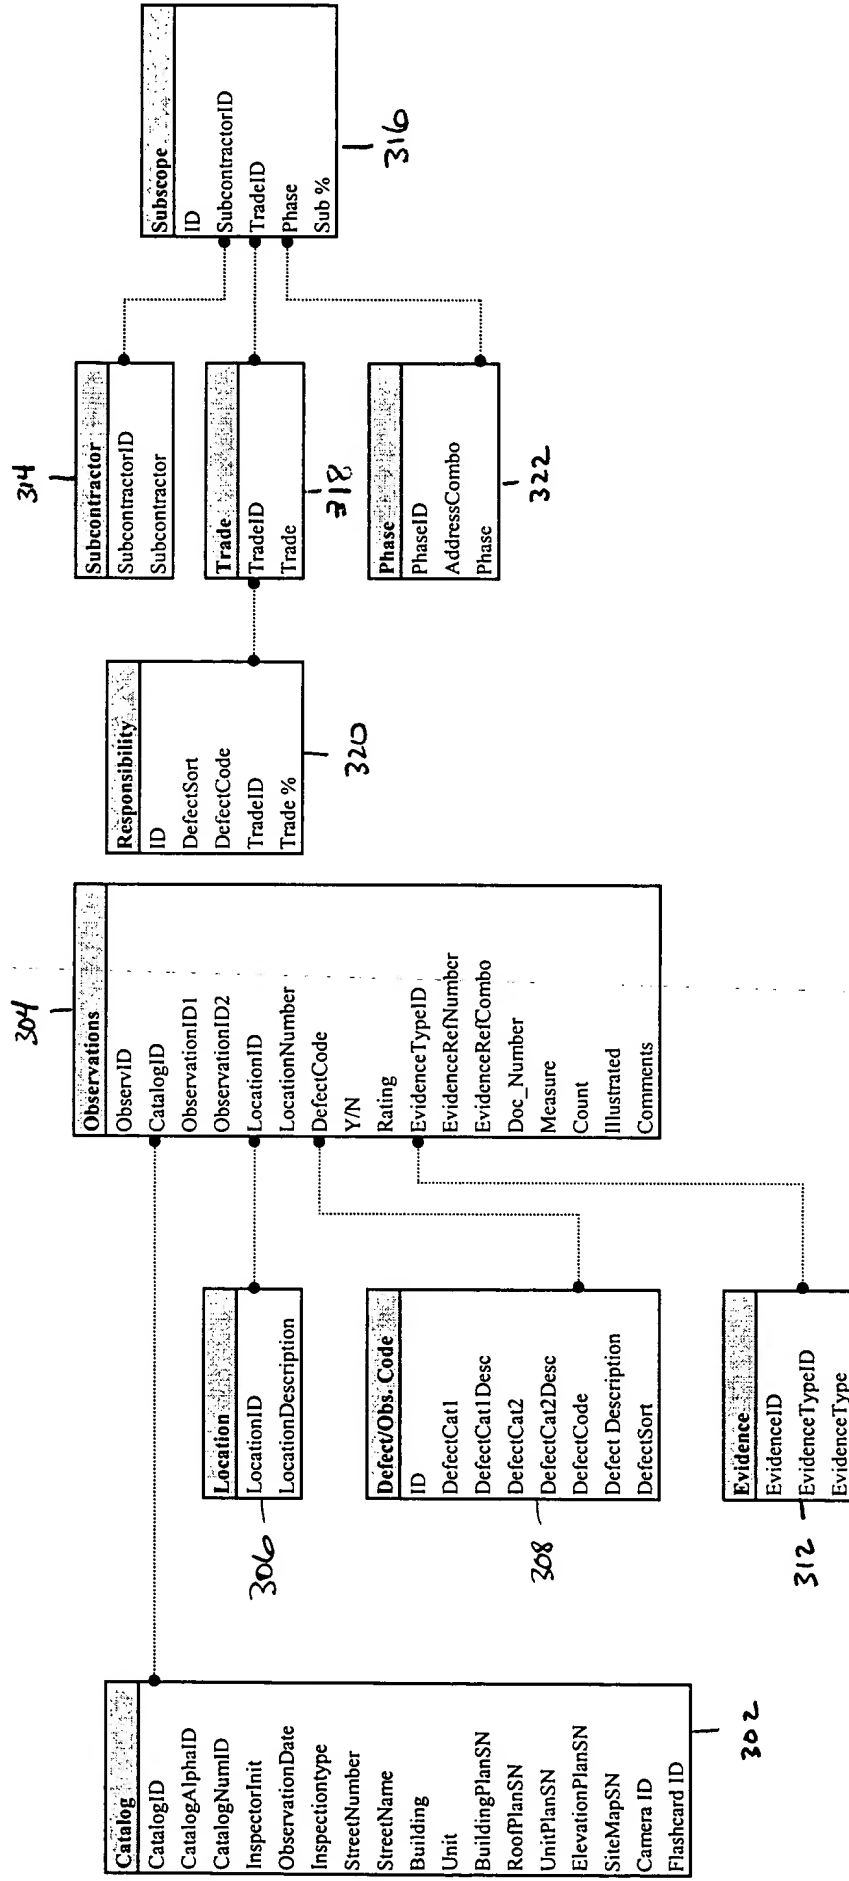 Catalog
CatalogID
CatalogAlphaID
CatalogNumID
InspectorInit
ObservationDate
Inspectiontype
StreetNumber
StreetName
Building
Unit
BuildingPlanSN
RoofPlanSN
UnitPlanSN
ElevationPlanSN
SiteMapSN
Camera ID
Flashcard ID
302
Location
LocationID
LocationDescription
306
Defect/Obs. Code
ID
DefectCat1
DefectCat1Desc
DefectCat2
DefectCat2Desc
DefectCode
Defect Description
DefectSort
308
Evidence
EvidenceID
EvidenceTypeID
EvidenceType
312
304
Observations
ObservID
CatalogID
ObservationID1
ObservationID2
LocationID
LocationNumber
DefectCode
Y/N
Rating
EvidenceTypeID
EvidenceRefNumber
EvidenceRefCombo
Doc_Number
Measure
Count
Illustrated
Comments
Responsibility
ID
DefectSort
DefectCode
TradeID
Trade %
320
314
Subcontractor
SubcontractorID
Subcontractor
Trade
TradeID
Trade
318
Phase
PhaseID
AddressCombo
Phase
322
Subscope
ID
SubcontractorID
TradeID
Phase
Sub %
316